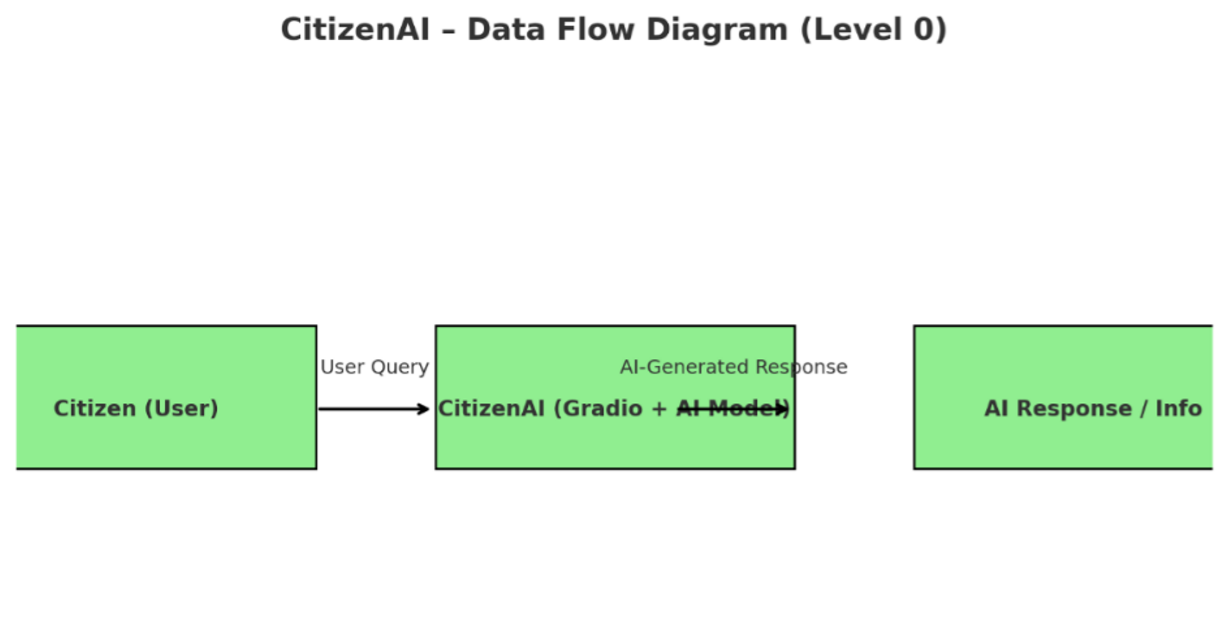 CitizenAI – Data Flow Diagram (Level 0)
User Query
AI-Generated Response
Citizen (User)
CitizenAI (Gradio + AI Model)
AI Response / Info